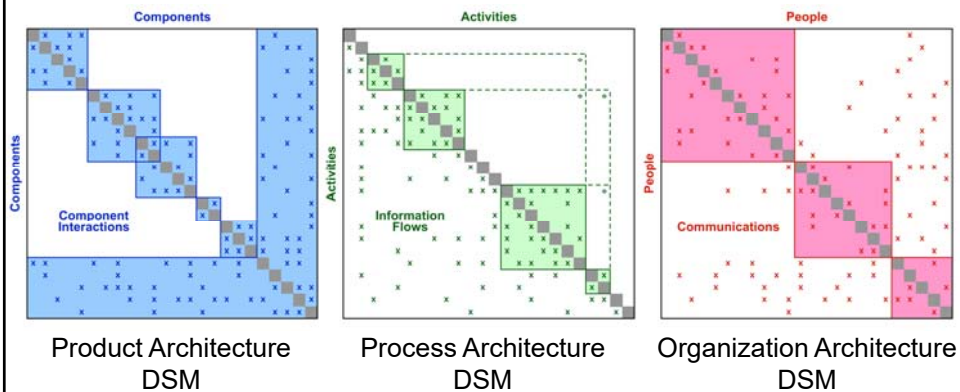 Components
Activities
People
Components
Component
Interactions
Activities
Information
Flows
People
Communications
Product Architecture
DSM
Process Architecture
DSM
Organization Architecture
DSM